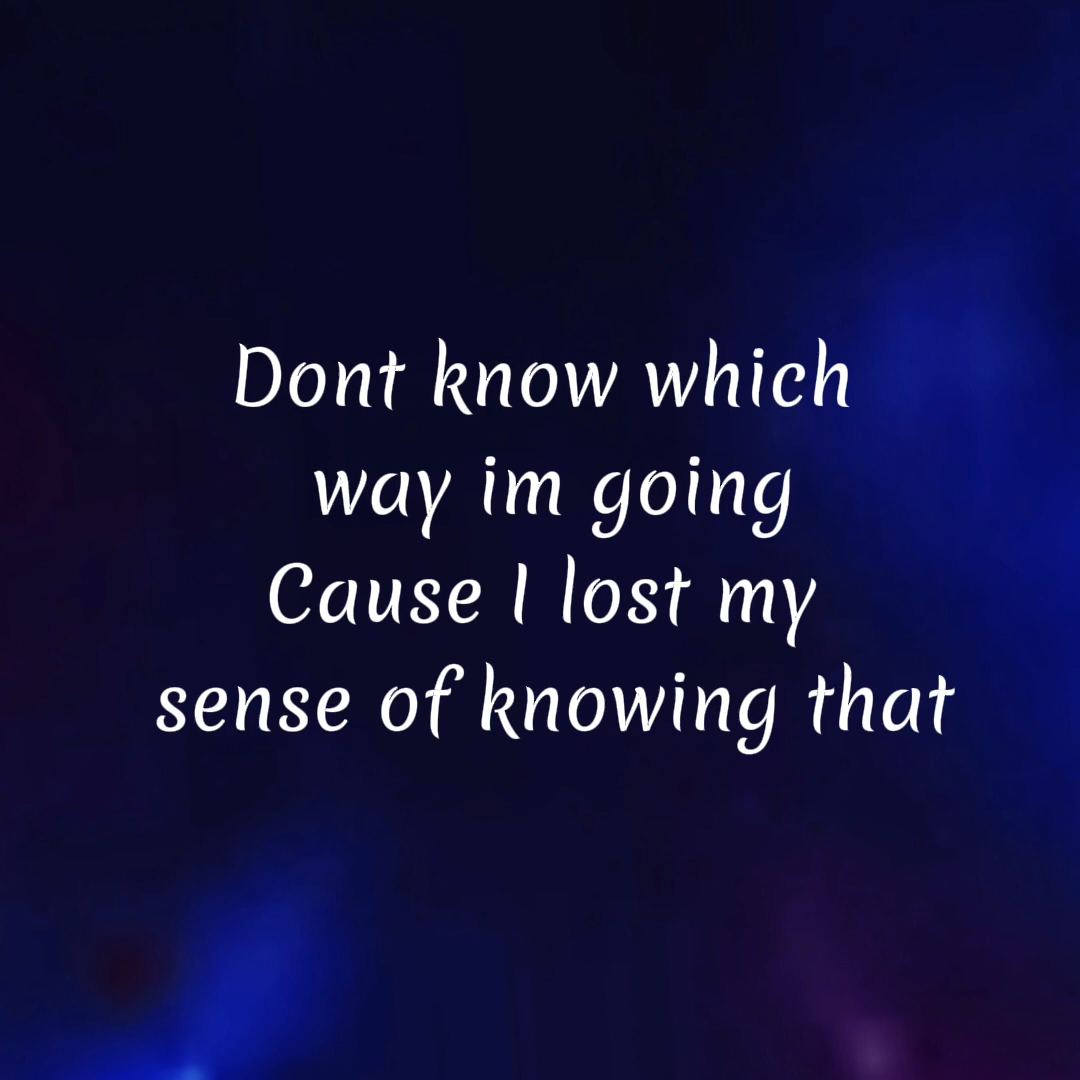 Dont know which
way im going
Cause I lost my
sense of knowing that